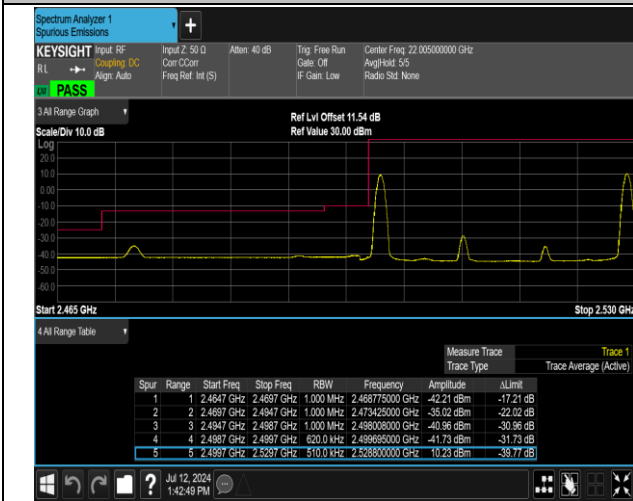 Spectrum Analyzer 1
Spurious Emissions
KEYSIGHT Input: RF Input Z: 50 Ω Atten: 40 dB Trig: Free Run Center Freq: 22.005000000 GHz
RL Coupling: DC Corr CCorr Gate: Off Avg|Hold: 5/5
Align: Auto Freq Ref: Int (S) IF Gain: Low Radio Std: None
PASS
3 All Range Graph
Ref Lvl Offset 11.54 dB
Scale/Div 10.0 dB Ref Value 30.00 dBm
Log
20.0
10.0
0.00
-10.0
-20.0
-30.0
-40.0
-50.0
-60.0
Start 2.465 GHz Stop 2.530 GHz
4 All Range Table
Measure Trace Trace 1
Trace Type Trace Average (Active)
Spur Range Start Freq Stop Freq RBW Frequency Amplitude ΔLimit
1 1 2.4647 GHz 2.4697 GHz 1.000 MHz 2.468775000 GHz -42.21 dBm -17.21 dB
2 2 2.4697 GHz 2.4947 GHz 1.000 MHz 2.473425000 GHz -35.02 dBm -22.02 dB
3 3 2.4947 GHz 2.4987 GHz 1.000 MHz 2.498008000 GHz -40.96 dBm -30.96 dB
4 4 2.4987 GHz 2.4997 GHz 620.0 kHz 2.499695000 GHz -41.73 dBm -31.73 dB
5 5 2.4997 GHz 2.5297 GHz 510.0 kHz 2.528800000 GHz 10.23 dBm -39.77 dB
Jul 12, 2024
1:42:49 PM